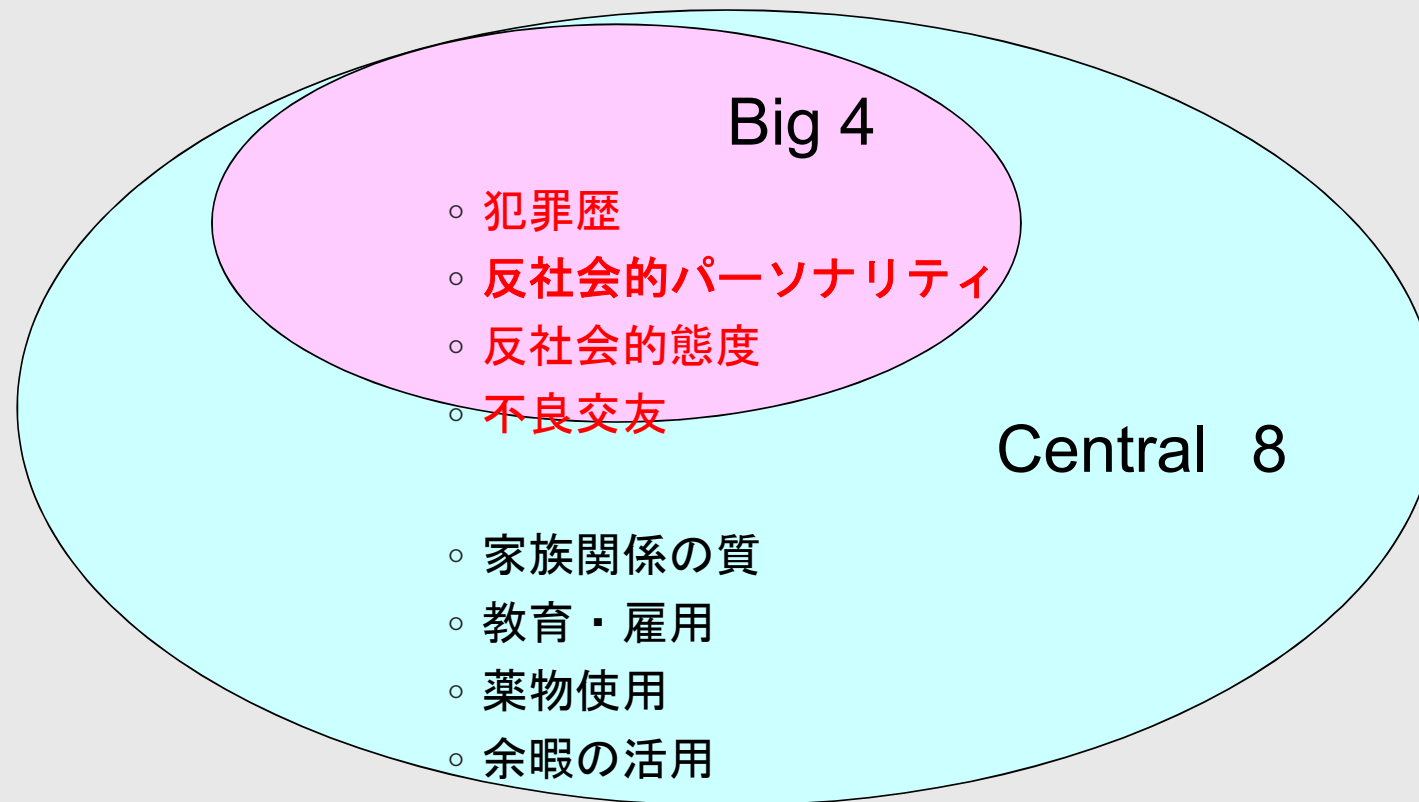 Big 4
◦ 犯罪歴
◦ 反社会的パーソナリティ
◦ 反社会的態度
◦ 不良交友
Central 8
◦ 家族関係の質
◦ 教育・雇用
◦ 薬物使用
◦ 余暇の活用